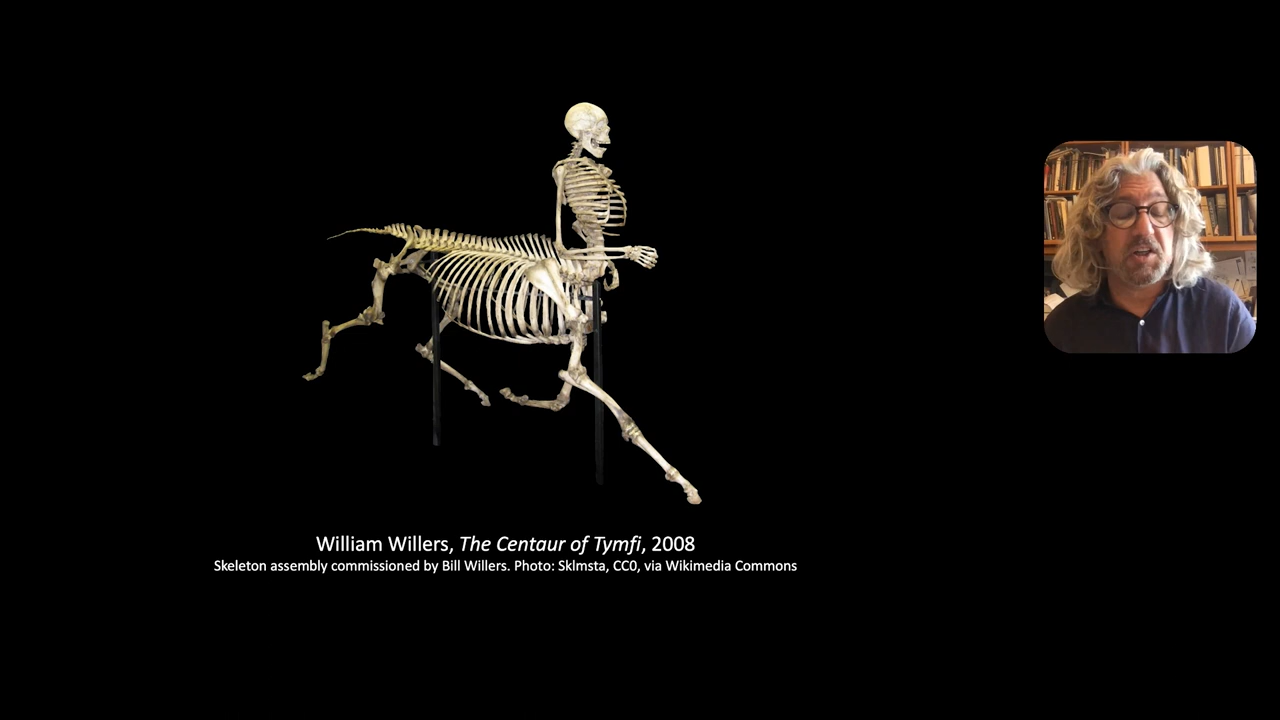 William Willers, The Centaur of Tymfi, 2008
Skeleton assembly commissioned by Bill Willers. Photo: Sklmsta, CC0, via Wikimedia Commons